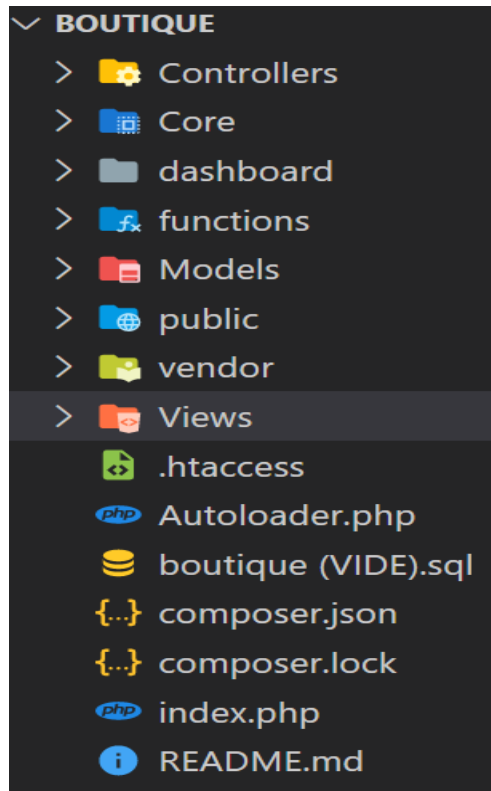 BOUTIQUE
Controllers
Core
dashboard
functions
Models
public
vendor
Views
.htaccess
php Autoloader.php
boutique (VIDE).sql
{...} composer.json
{...} composer.lock
php index.php
README.md